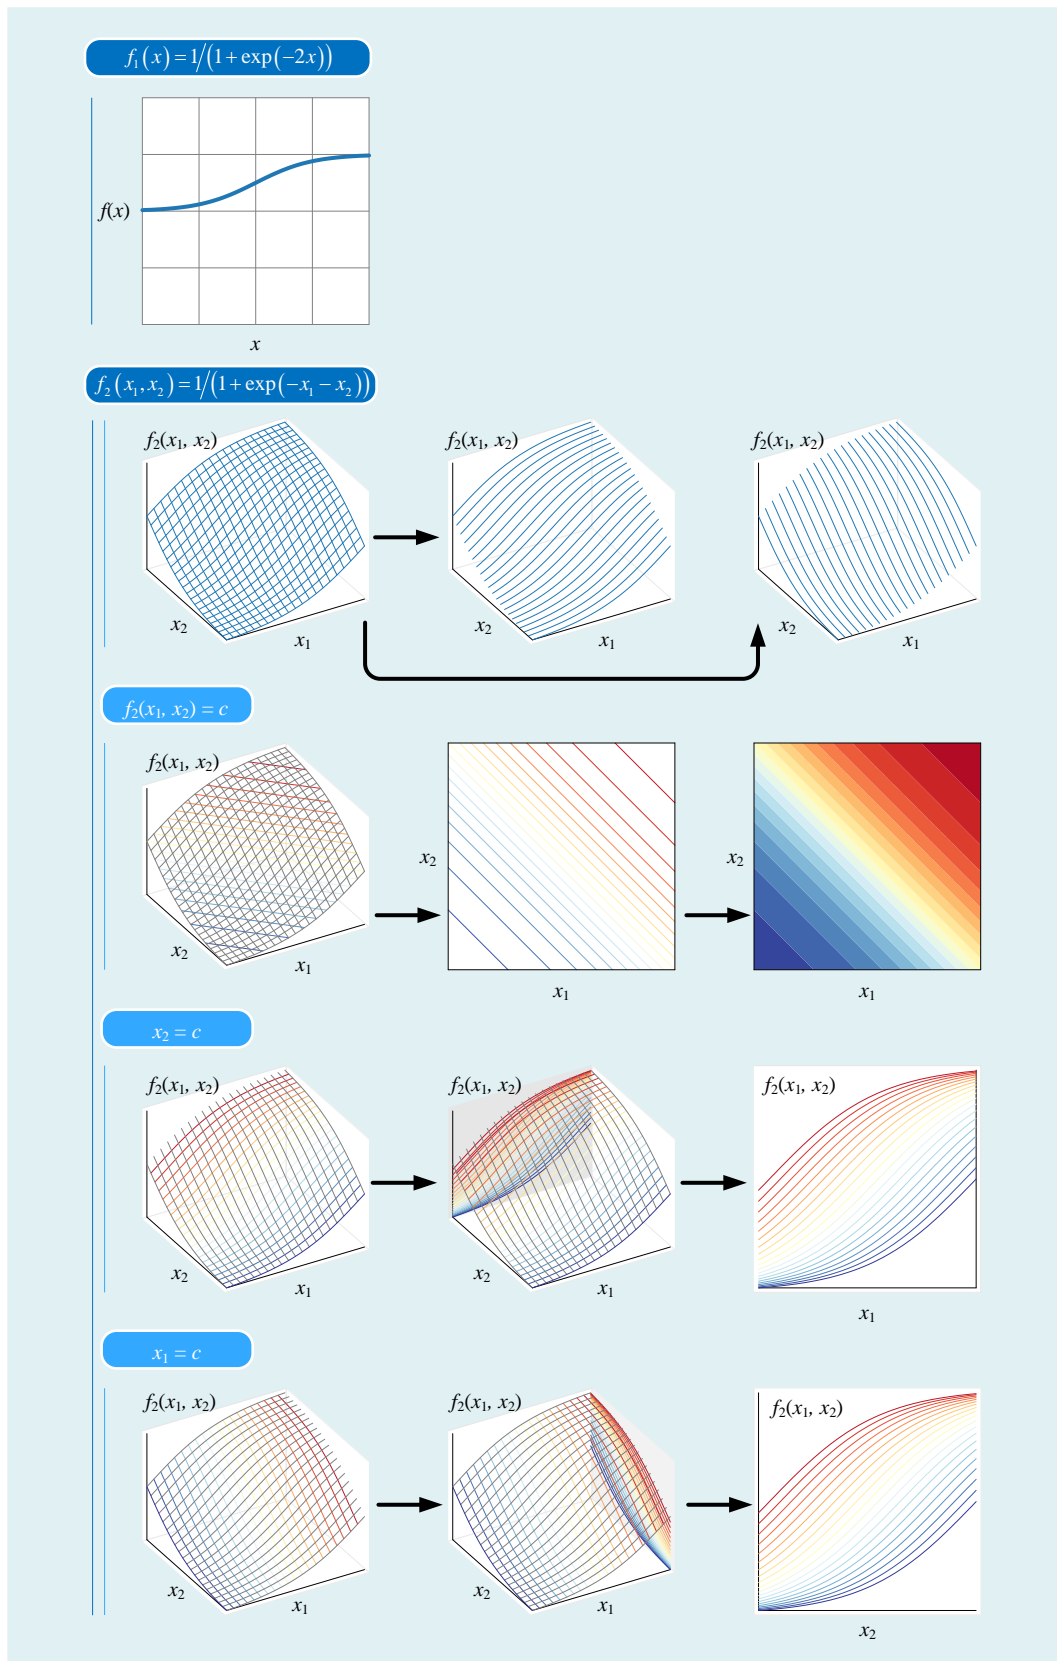 f₁(x)=1/(1+exp(−2x))
f(x)
x
f₂(x₁,x₂)=1/(1+exp(−x₁−x₂))
f₂(x₁, x₂)
f₂(x₁, x₂)
f₂(x₁, x₂)
x₂
x₁
x₂
x₁
x₂
x₁
f₂(x₁, x₂) = c
f₂(x₁, x₂)
x₂
x₂
x₂
x₁
x₁
x₁
x₂ = c
f₂(x₁, x₂)
f₂(x₁, x₂)
f₂(x₁, x₂)
x₂
x₁
x₂
x₁
x₁
x₁ = c
f₂(x₁, x₂)
f₂(x₁, x₂)
f₂(x₁, x₂)
x₂
x₁
x₂
x₁
x₂